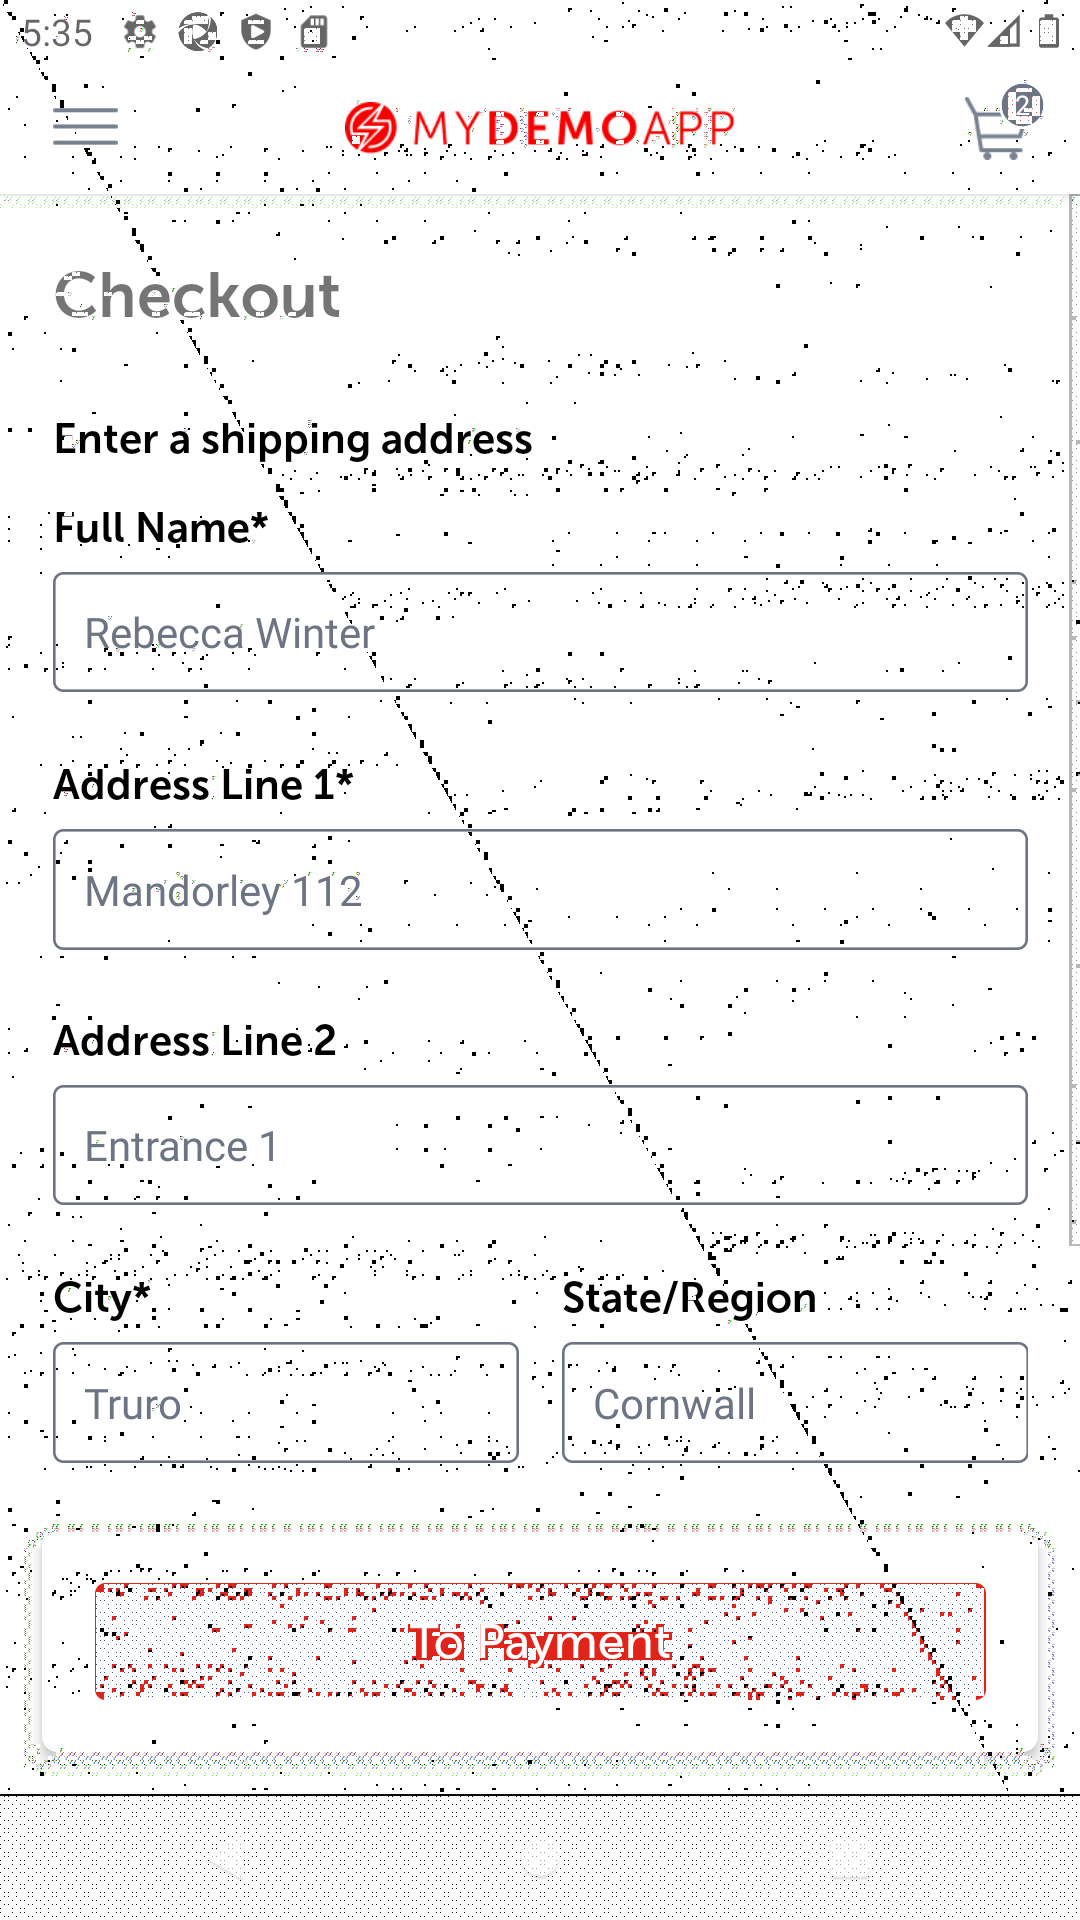 5:35
MYDEMOAPP
2
Checkout
Enter a shipping address
Full Name*
Rebecca Winter
Address Line 1*
Mandorley 112
Address Line 2
Entrance 1
City*
State/Region
Truro
Cornwall
To Payment